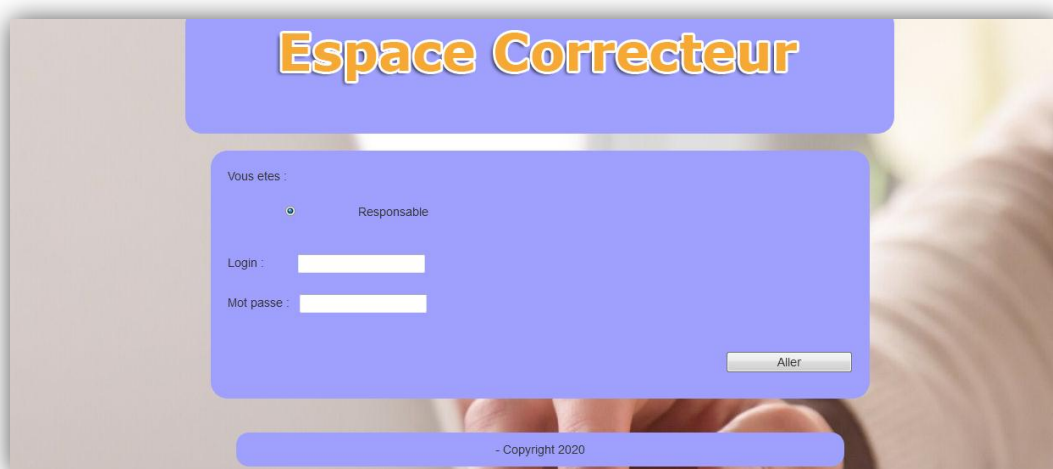 Espace Correcteur
Vous etes :
Responsable
Login :
Mot passe :
Aller
- Copyright 2020